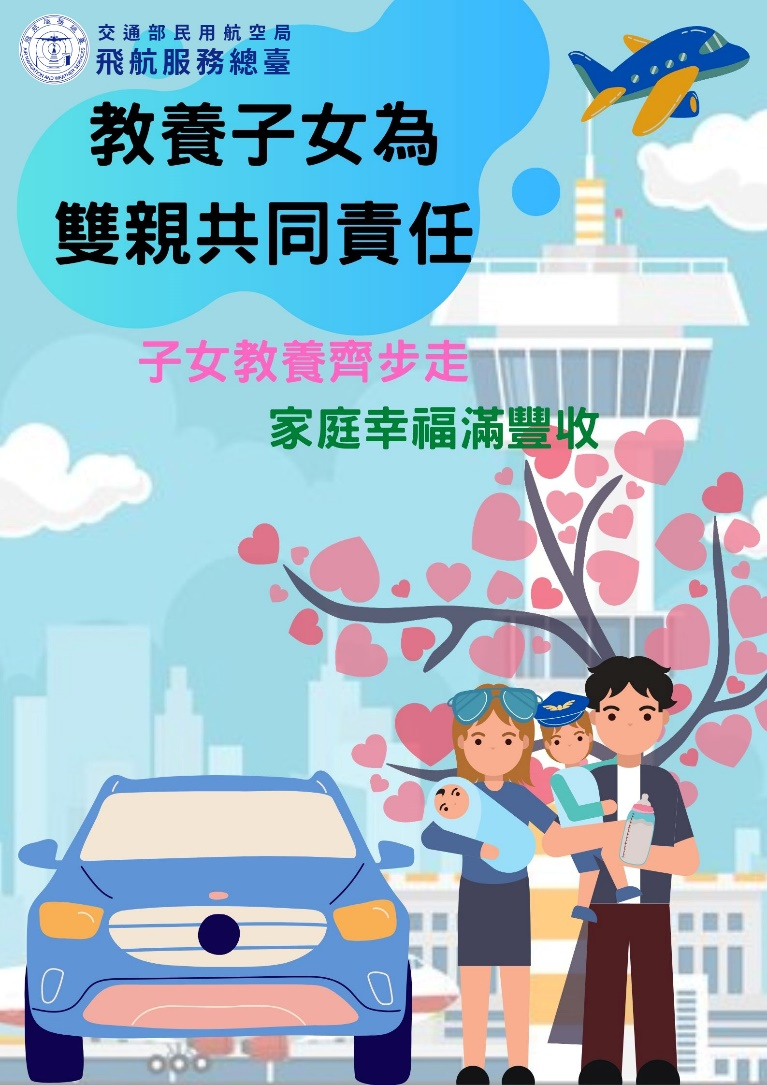 交通部民用航空局
飛航服務總臺
教養子女為
雙親共同責任
子女教養齊步走
家庭幸福滿豐收